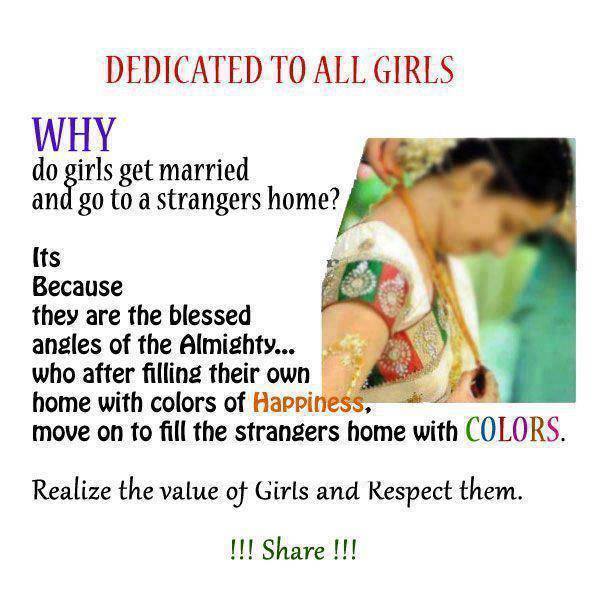 DEDICATED TO ALL GIRLS
WHY
do girls get married
and go to a strangers home?
Its
Because
they are the blessed
angles of the Almighty...
who after filling their own
home with colors of Happiness,
move on to fill the strangers home with COLORS.
Realize the value of Girls and Respect them.
!!! Share !!!